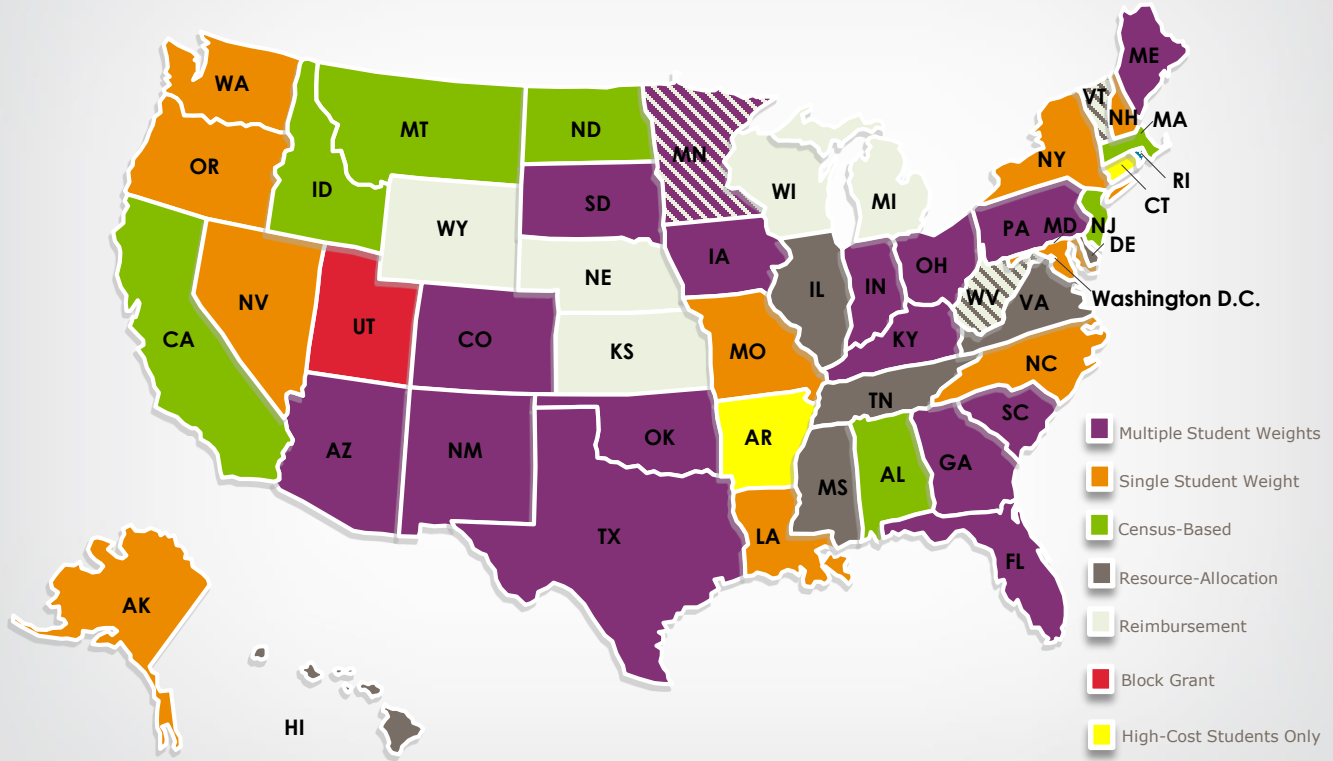 ME
WA
VT
MT
ND
NH
MA
OR
MN
NY
ID
WI
RI
SD
MI
CT
WY
PA
MD
NJ
DE
IA
NE
OH
IL
IN
WV
Washington D.C.
NV
VA
UT
CO
CA
KS
MO
KY
NC
TN
SC
AZ
NM
OK
AR
Multiple Student Weights
GA
MS
AL
Single Student Weight
TX
LA
Census-Based
FL
Resource-Allocation
AK
Reimbursement
Block Grant
HI
High-Cost Students Only